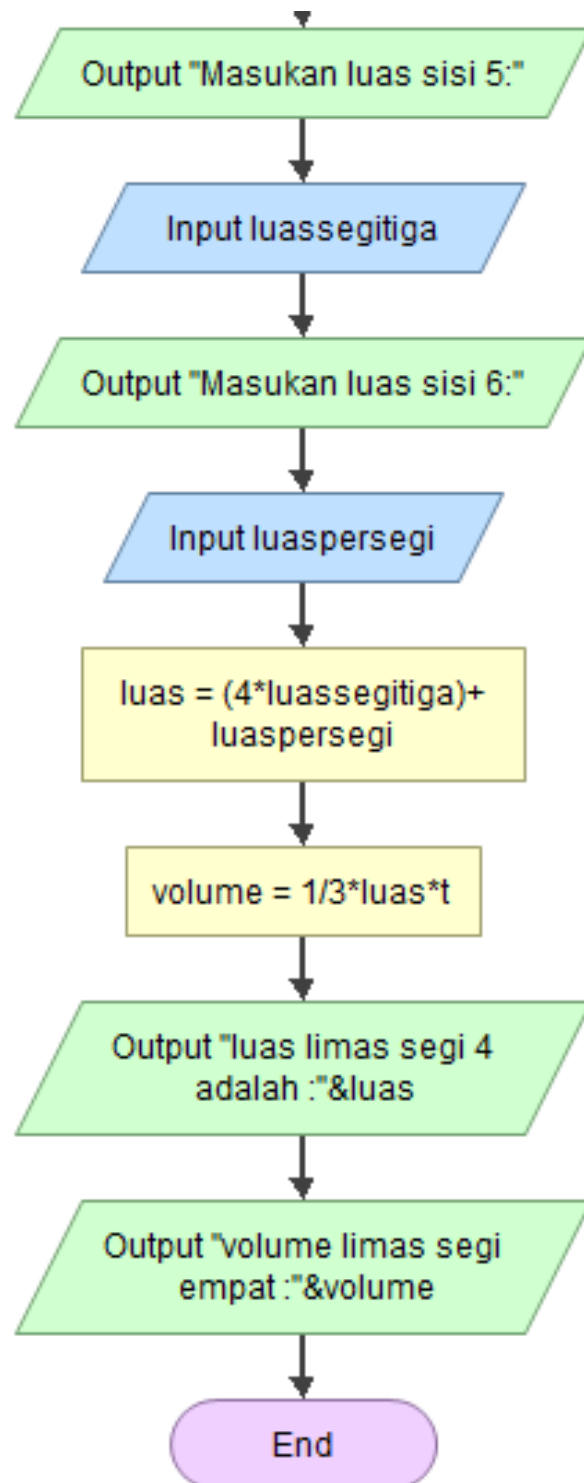 Output "Masukan luas sisi 5:"
Input luassegitiga
Output "Masukan luas sisi 6:"
Input luaspersegi
luas = (4*luassegitiga)+
luaspersegi
volume = 1/3*luas*t
Output "luas limas segi 4
adalah :"&luas
Output "volume limas segi
empat :"&volume
End